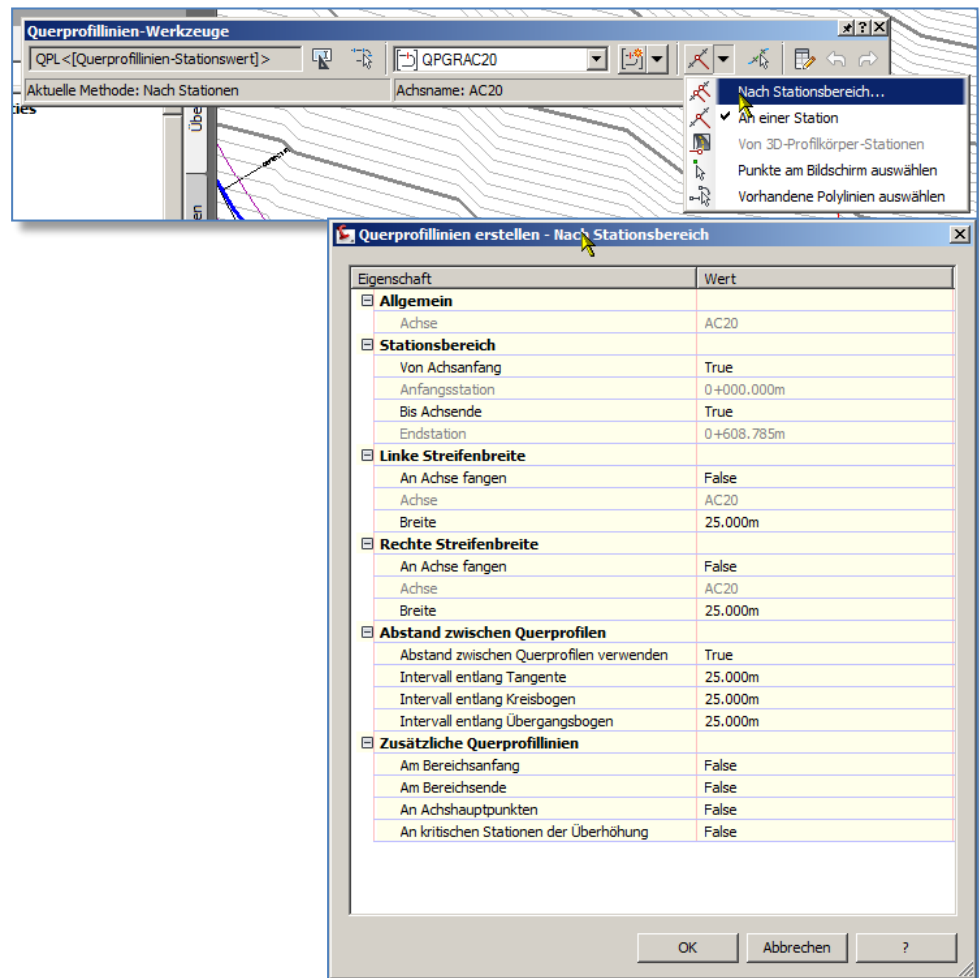 Querprofillinien-Werkzeuge
QPL<[Querprofillinien-Stationswert]>
QPGRAC20
Aktuelle Methode: Nach Stationen
Achsname: AC20
Nach Stationsbereich...
An einer Station
Von 3D-Profilkörper-Stationen
Punkte am Bildschirm auswählen
Vorhandene Polylinien auswählen
ties
Über
en
Querprofillinien erstellen - Nach Stationsbereich
Eigenschaft Wert
Allgemein
Achse AC20
Stationsbereich
Von Achsanfang True
Anfangsstation 0+000.000m
Bis Achsende True
Endstation 0+608.785m
Linke Streifenbreite
An Achse fangen False
Achse AC20
Breite 25.000m
Rechte Streifenbreite
An Achse fangen False
Achse AC20
Breite 25.000m
Abstand zwischen Querprofilen
Abstand zwischen Querprofilen verwenden True
Intervall entlang Tangente 25.000m
Intervall entlang Kreisbogen 25.000m
Intervall entlang Übergangsbogen 25.000m
Zusätzliche Querprofillinien
Am Bereichsanfang False
Am Bereichsende False
An Achshauptpunkten False
An kritischen Stationen der Überhöhung False
OK Abbrechen ?